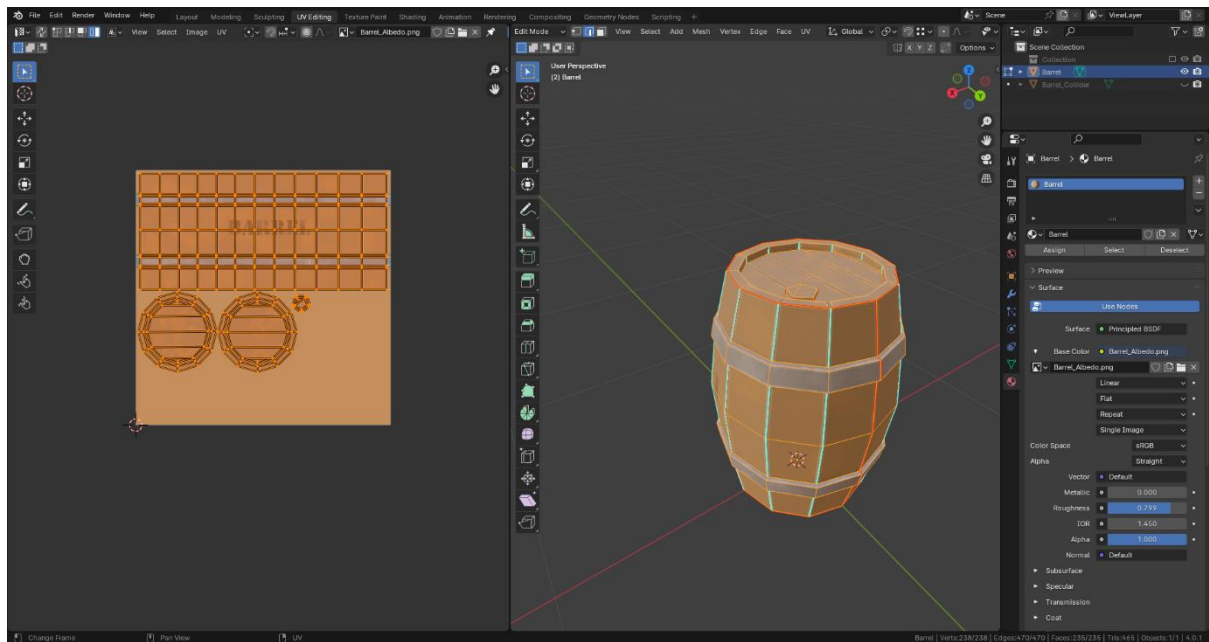 File Edit Render Window Help Layout Modeling Sculpting UV Editing Texture Paint Shading Animation Rendering Compositing Geometry Nodes Scripting + Scene ViewLayer
View Select Image UV Barrel_Albedo.png
Edit Mode View Select Add Mesh Vertex Edge Face UV Global
X Y Z Options
User Perspective
(2) Barrel
Z
X
Y
BARREL
Scene Collection
Collection
Barrel
Barrel_Collider
Barrel > Barrel
Barrel
Barrel
Assign Select Deselect
Preview
Surface
Use Nodes
Surface Principled BSDF
Base Color Barrel_Albedo.png
Barrel_Albedo.png
Linear
Flat
Repeat
Single Image
Color Space sRGB
Alpha Straight
Vector Default
Metallic 0.000
Roughness 0.799
IOR 1.450
Alpha 1.000
Normal Default
Subsurface
Specular
Transmission
Coat
Change Frame Pan View UV Barrel | Verts:238/238 | Edges:470/470 | Faces:235/235 | Tris:465 | Objects:1/1 | 4.0.1